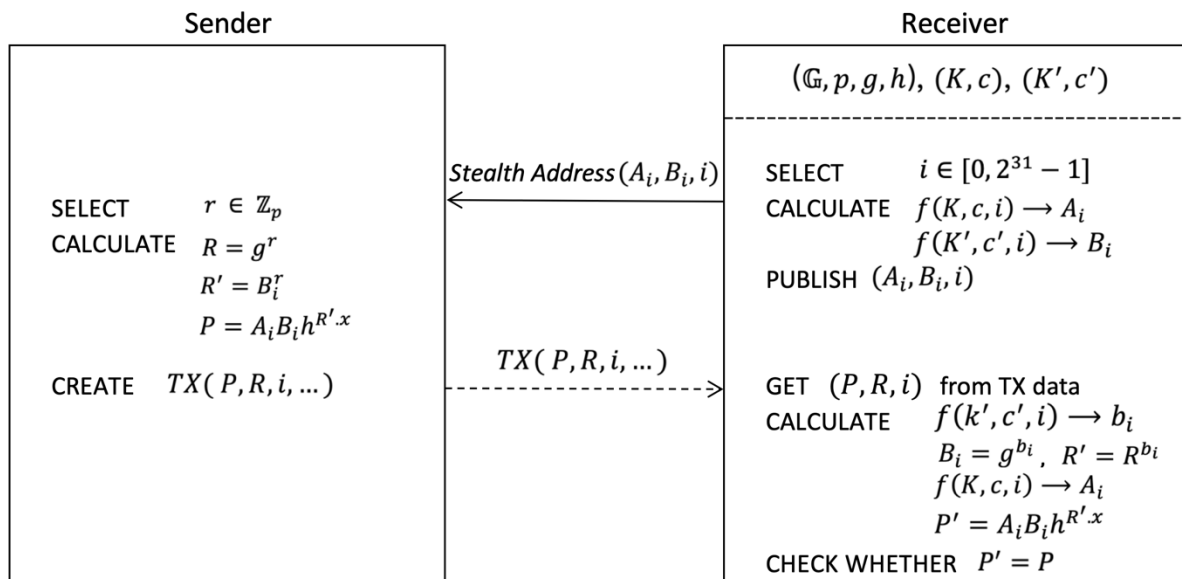 Sender
SELECT r ∈ ℤ_p
CALCULATE R = g^r
R′ = B_i^r
P = A_i B_i h^{R′.x}
CREATE TX( P, R, i, … )
Stealth Address (A_i, B_i, i)
TX( P, R, i, … )
Receiver
(𝔾, p, g, h), (K, c), (K′, c′)
SELECT i ∈ [0, 2^{31} − 1]
CALCULATE f(K, c, i) → A_i
f(K′, c′, i) → B_i
PUBLISH (A_i, B_i, i)
GET (P, R, i) from TX data
CALCULATE f(k′, c′, i) → b_i
B_i = g^{b_i} , R′ = R^{b_i}
f(K, c, i) → A_i
P′ = A_i B_i h^{R′.x}
CHECK WHETHER P′ = P